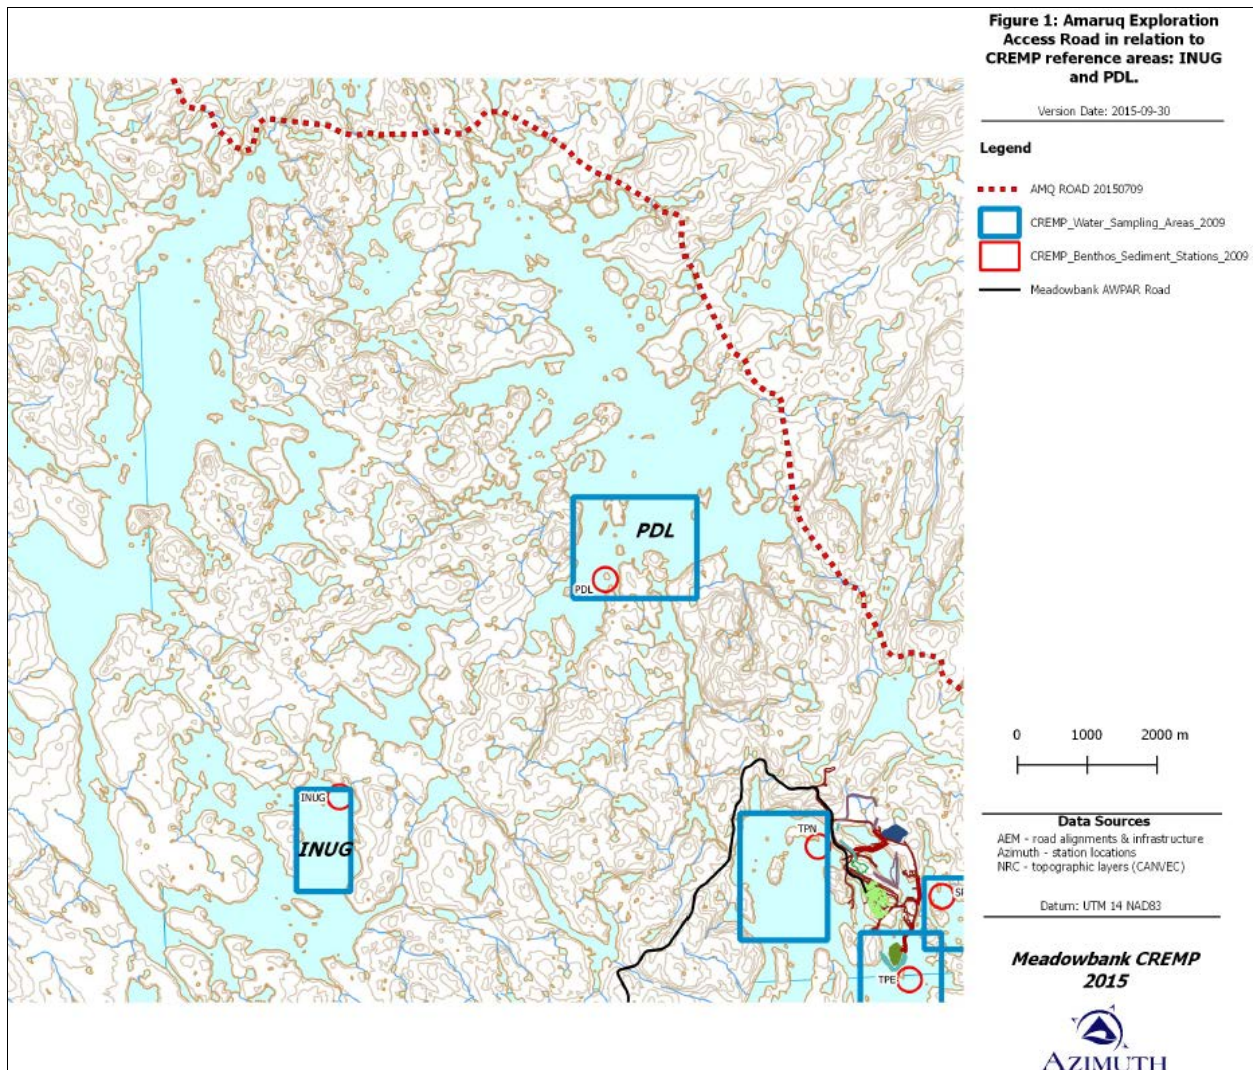 Figure 1: Amaruq Exploration
Access Road in relation to
CREMP reference areas: INUG
and PDL.
Version Date: 2015-09-30
Legend
AMQ ROAD 20150709
CREMP_Water_Sampling_Areas_2009
CREMP_Benthos_Sediment_Stations_2009
Meadowbank AWPAR Road
PDL
PDL
INUG
INUG
TPN
TPE
0 1000 2000 m
Data Sources
AEM - road alignments & infrastructure
Azimuth - station locations
NRC - topographic layers (CANVEC)
Datum: UTM 14 NAD83
Meadowbank CREMP
2015
AZIMUTH